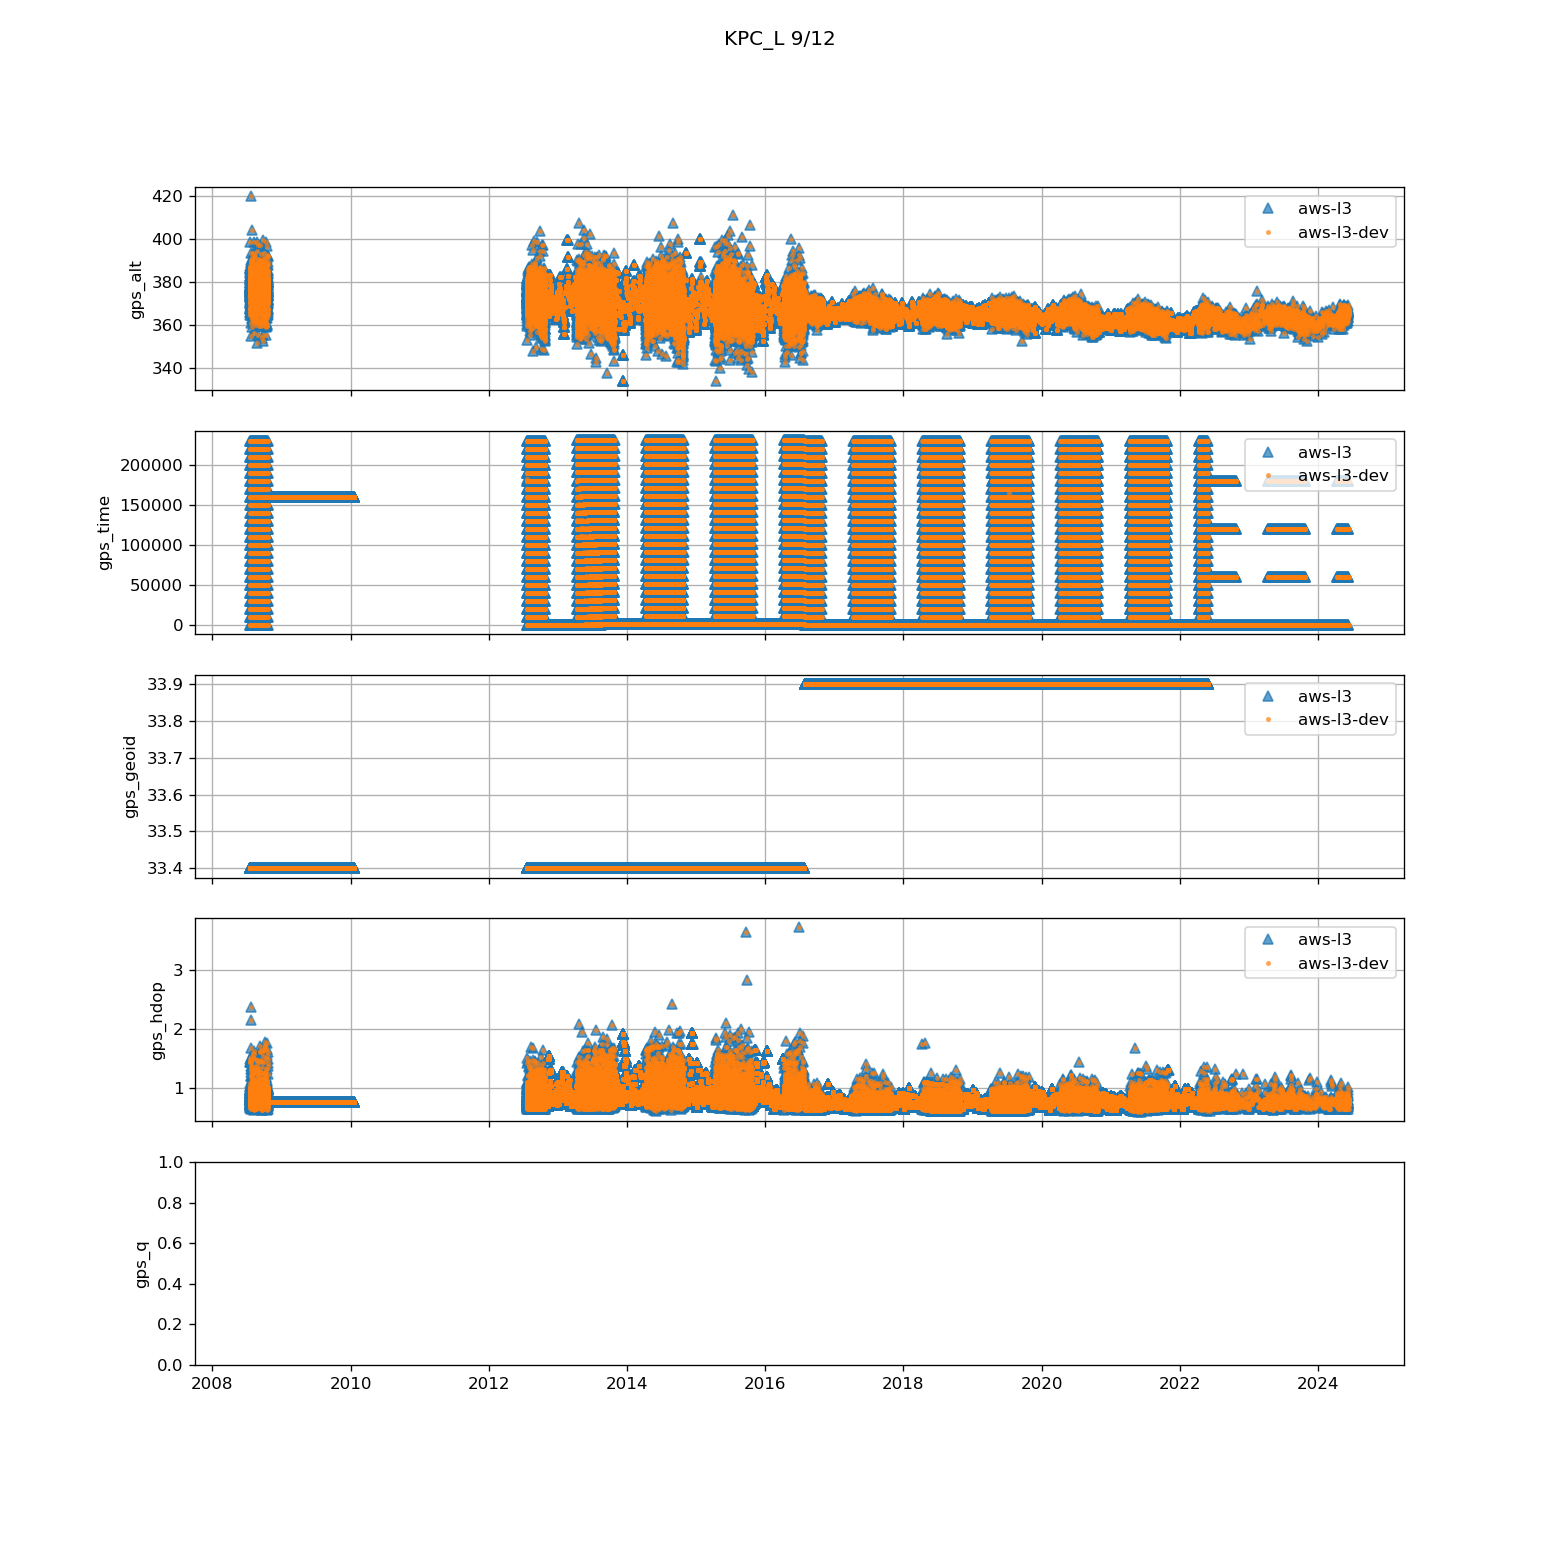 KPC_L 9/12
420
400
380
360
340
gps_alt
aws-l3
aws-l3-dev
200000
150000
100000
50000
0
gps_time
aws-l3
aws-l3-dev
33.9
33.8
33.7
33.6
33.5
33.4
gps_geoid
aws-l3
aws-l3-dev
3
2
1
gps_hdop
aws-l3
aws-l3-dev
1.0
0.8
0.6
0.4
0.2
0.0
gps_q
2008 2010 2012 2014 2016 2018 2020 2022 2024